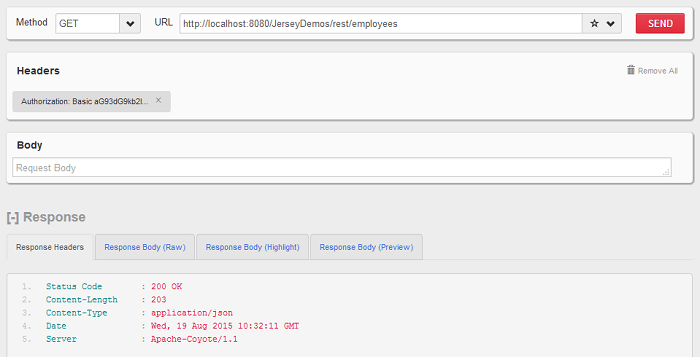 Method GET URL http://localhost:8080/JerseyDemos/rest/employees SEND
Headers Remove All
Authorization: Basic aG93dG9kb2l... ×
Body
Request Body
[-] Response
Response Headers Response Body (Raw) Response Body (Highlight) Response Body (Preview)
1. Status Code : 200 OK
2. Content-Length : 203
3. Content-Type : application/json
4. Date : Wed, 19 Aug 2015 10:32:11 GMT
5. Server : Apache-Coyote/1.1